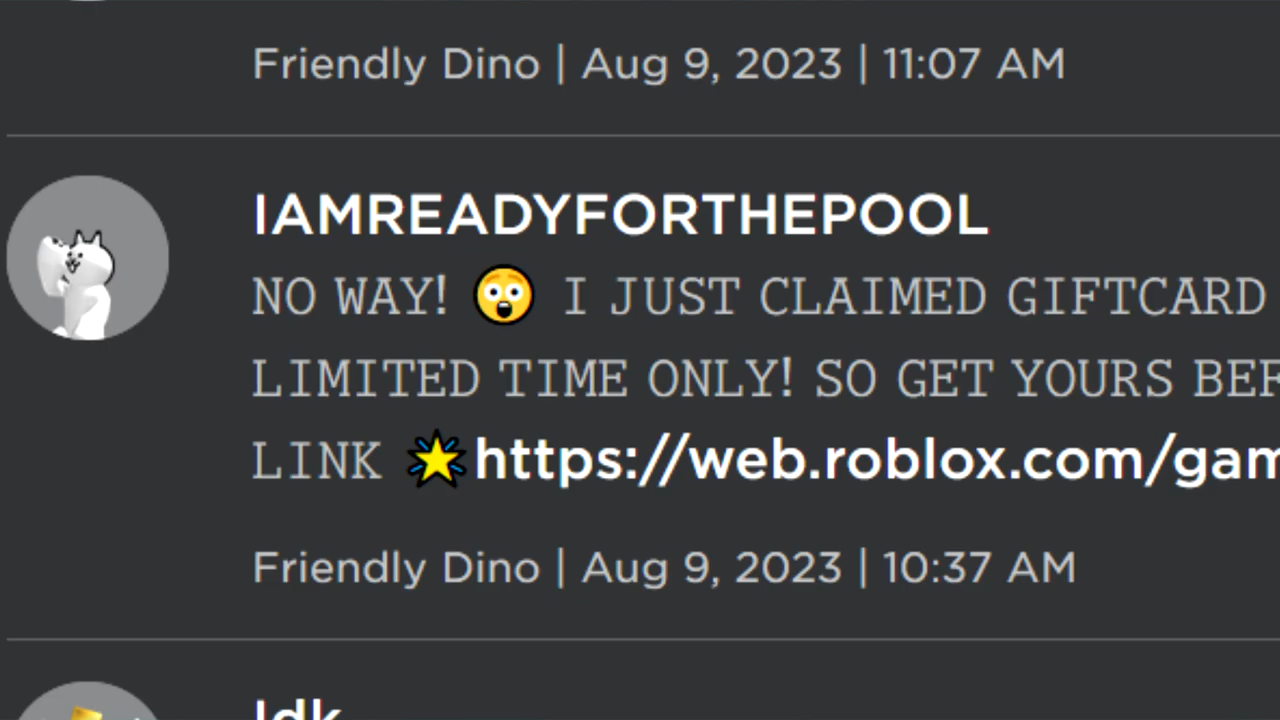 Friendly Dino | Aug 9, 2023 | 11:07 AM
IAMREADYFORTHEPOOL
NO WAY! 😲 I JUST CLAIMED GIFTCARD
LIMITED TIME ONLY! SO GET YOURS
LINK 🌟https://web.roblox.com/gam
Friendly Dino | Aug 9, 2023 | 10:37 AM
Idk